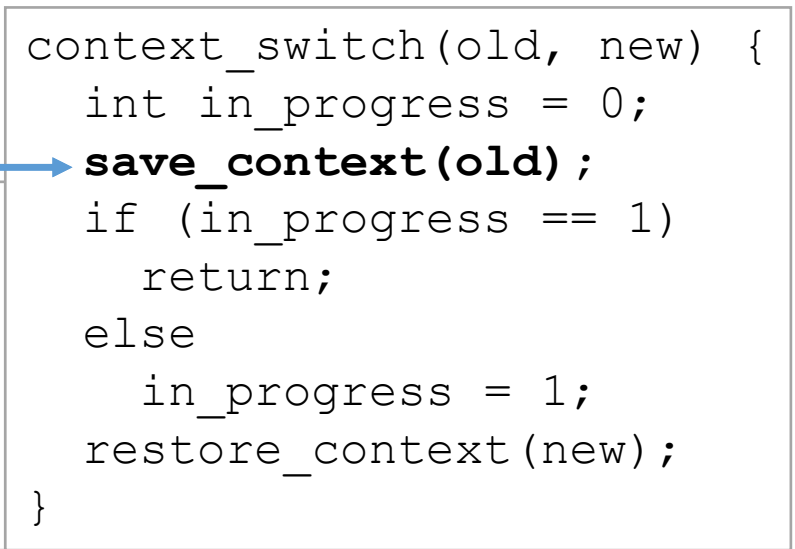 context_switch(old, new) {
  int in_progress = 0;
  save_context(old);
  if (in_progress == 1)
    return;
  else
    in_progress = 1;
  restore_context(new);
}